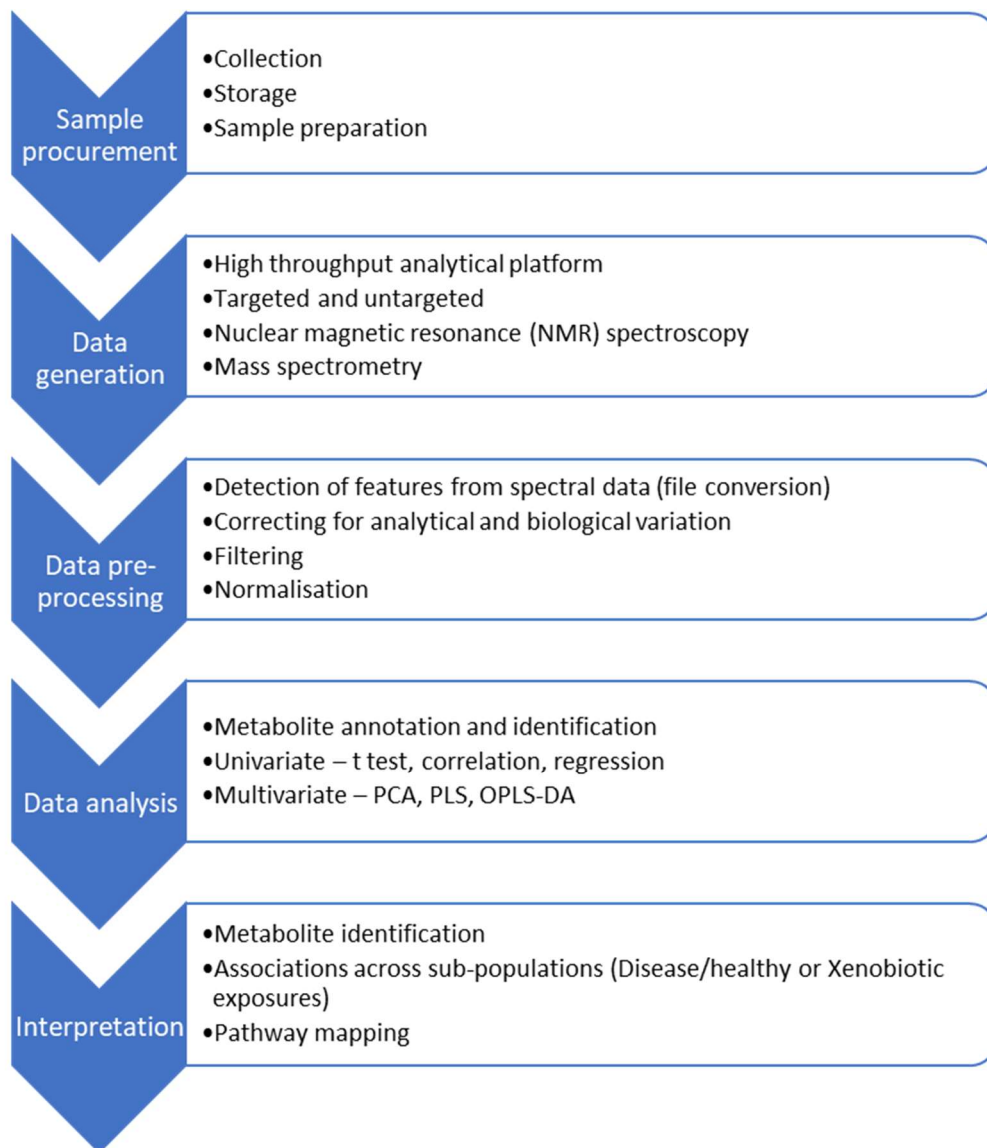 Sample
procurement
•Collection
•Storage
•Sample preparation
Data
generation
•High throughput analytical platform
•Targeted and untargeted
•Nuclear magnetic resonance (NMR) spectroscopy
•Mass spectrometry
Data pre-
processing
•Detection of features from spectral data (file conversion)
•Correcting for analytical and biological variation
•Filtering
•Normalisation
Data analysis
•Metabolite annotation and identification
•Univariate – t test, correlation, regression
•Multivariate – PCA, PLS, OPLS-DA
Interpretation
•Metabolite identification
•Associations across sub-populations (Disease/healthy or Xenobiotic
exposures)
•Pathway mapping